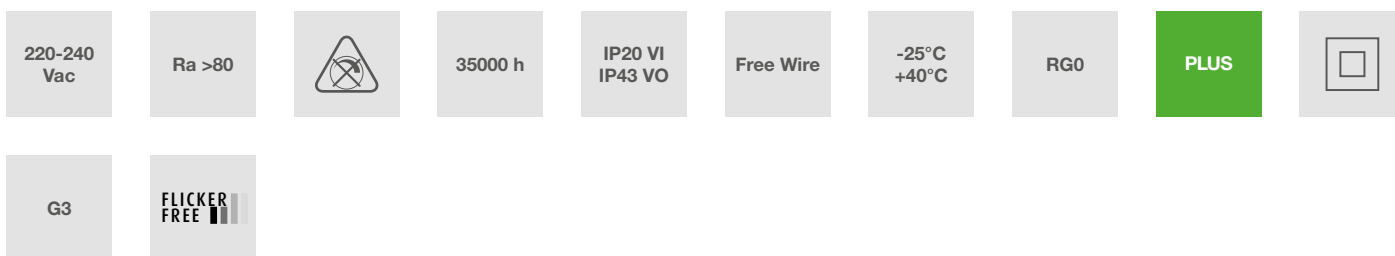 220-240
Vac
Ra >80
35000 h
IP20 VI
IP43 VO
Free Wire
-25°C
+40°C
RG0
PLUS
G3
FLICKER
FREE